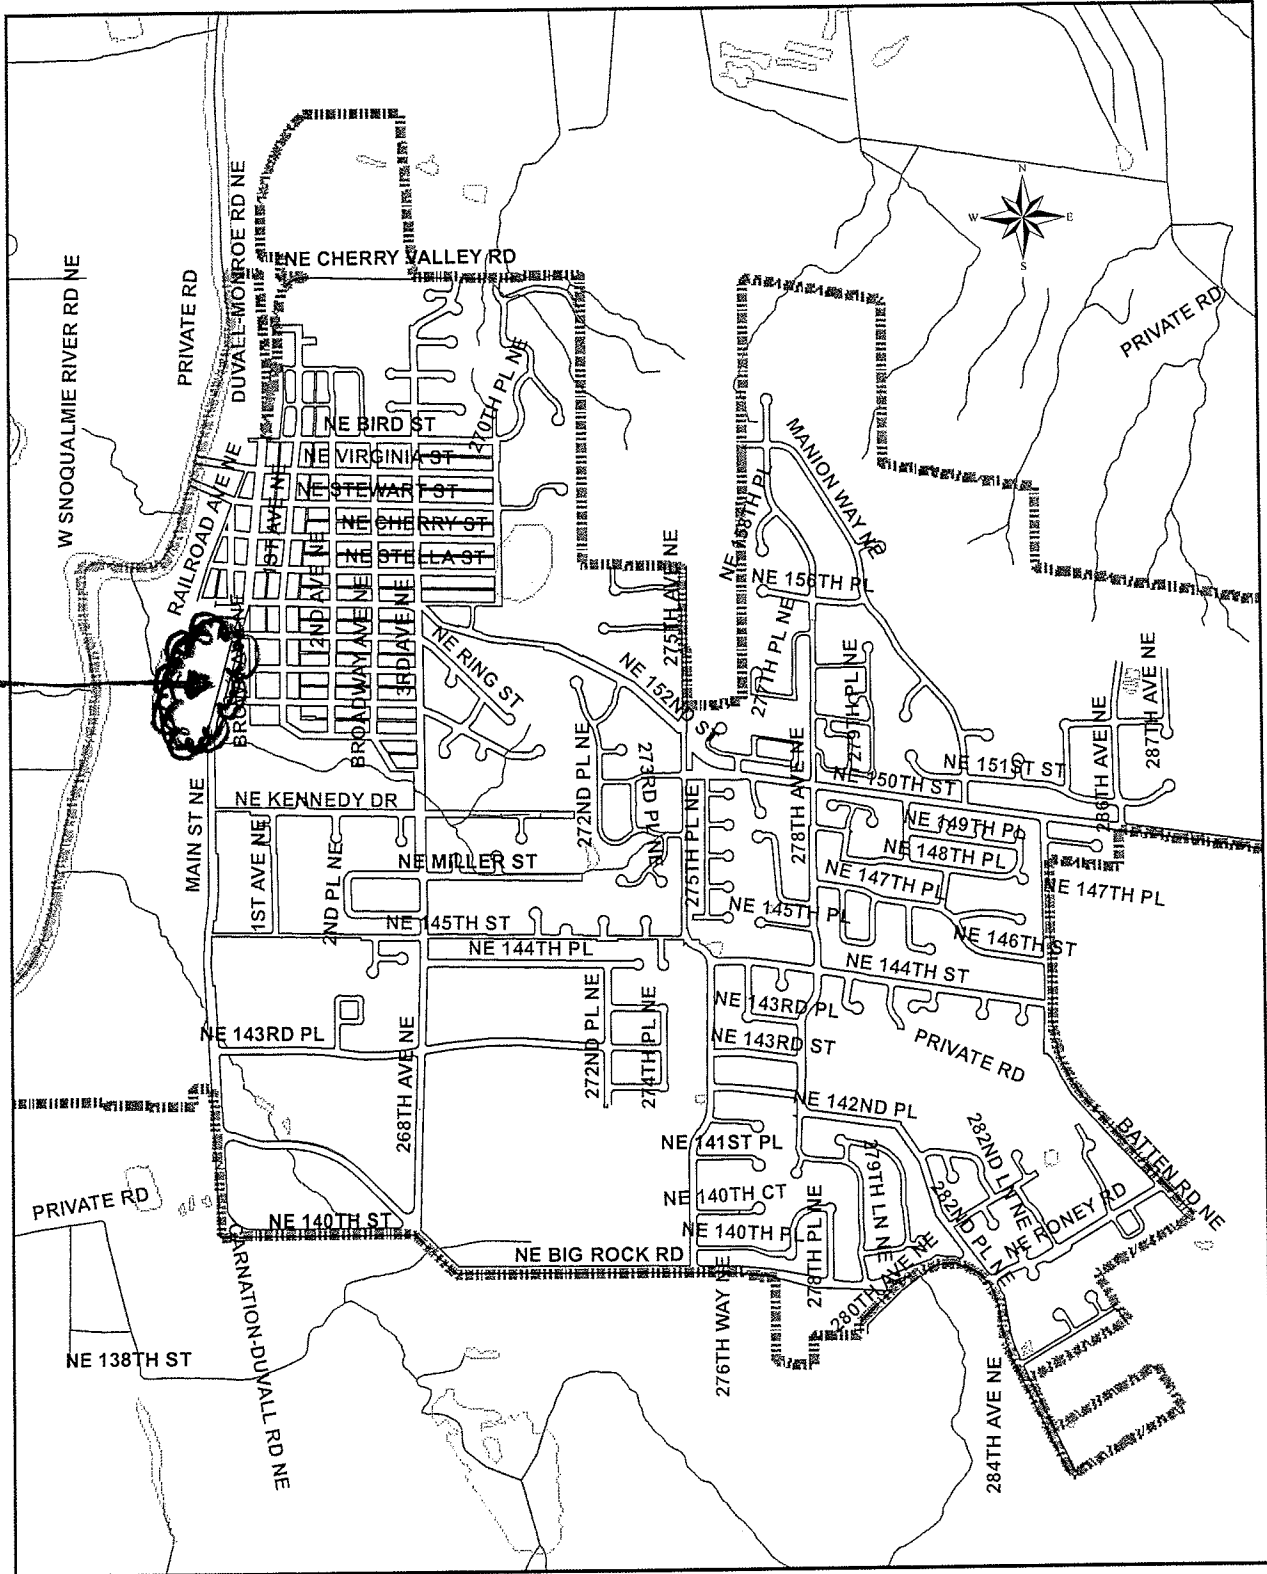 N
W
E
S
NE CHERRY VALLEY RD
DUVALL-MONROE RD NE
PRIVATE RD
W SNOQUALMIE RIVER RD NE
PRIVATE RD
NE BIRD ST
270TH PL NE
NE VIRGINIA ST
NE STEWART ST
NE CHERRY ST
NE STELLA ST
RAILROAD AVE NE
1ST AVE NE
2ND AVE NE
BROADWAY AVE NE
3RD AVE NE
MANION WAY NE
NE 156TH PL
275TH AVE NE
277TH PL NE
279TH PL NE
NE RING ST
NE 152ND ST
272ND PL NE
273RD PL NE
275TH PL NE
278TH AVE NE
NE 151ST ST
NE 150TH ST
286TH AVE NE
287TH AVE NE
NE 149TH PL
NE 148TH PL
NE 147TH PL
NE 147TH PL
NE 146TH ST
NE 145TH PL
NE 144TH ST
MAIN ST NE
NE KENNEDY DR
1ST AVE NE
2ND PL NE
NE MILLER ST
NE 145TH ST
NE 144TH PL
NE 143RD PL
268TH AVE NE
272ND PL NE
274TH PL NE
NE 143RD PL
NE 143RD ST
PRIVATE RD
NE 142ND PL
NE 141ST PL
NE 140TH CT
NE 140TH PL
278TH PL NE
279TH LN NE
280TH AVE NE
282ND LN NE
282ND PL NE
NE RONEY RD
BATTEN RD NE
PRIVATE RD
NE 140TH ST
NE BIG ROCK RD
CARNATION-DUVALL RD NE
NE 138TH ST
276TH WAY NE
284TH AVE NE